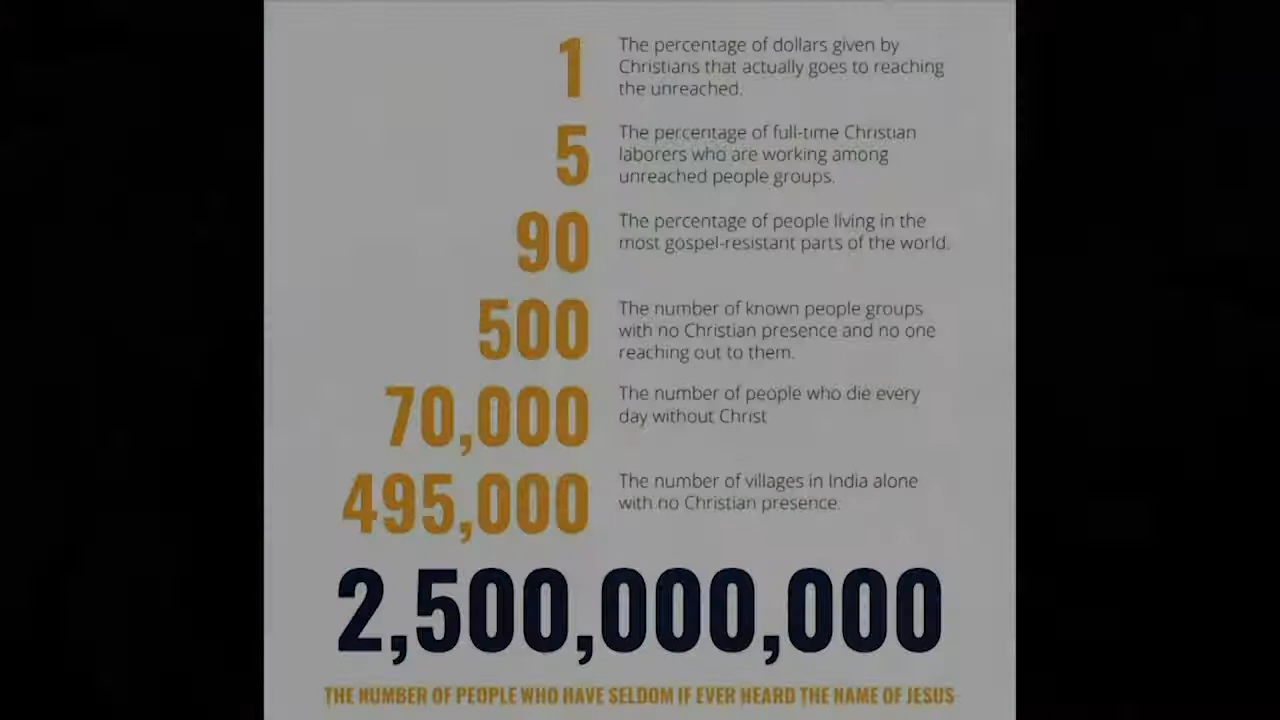 1
The percentage of dollars given by
Christians that actually goes to reaching
the unreached.
5
The percentage of full-time Christian
laborers who are working among
unreached people groups.
90
The percentage of people living in the
most gospel-resistant parts of the world.
500
The number of known people groups
with no Christian presence and no one
reaching out to them.
70,000
The number of people who die every
day without Christ
495,000
The number of villages in India alone
with no Christian presence.
2,500,000,000
THE NUMBER OF PEOPLE WHO HAVE SELDOM IF EVER HEARD THE NAME OF JESUS